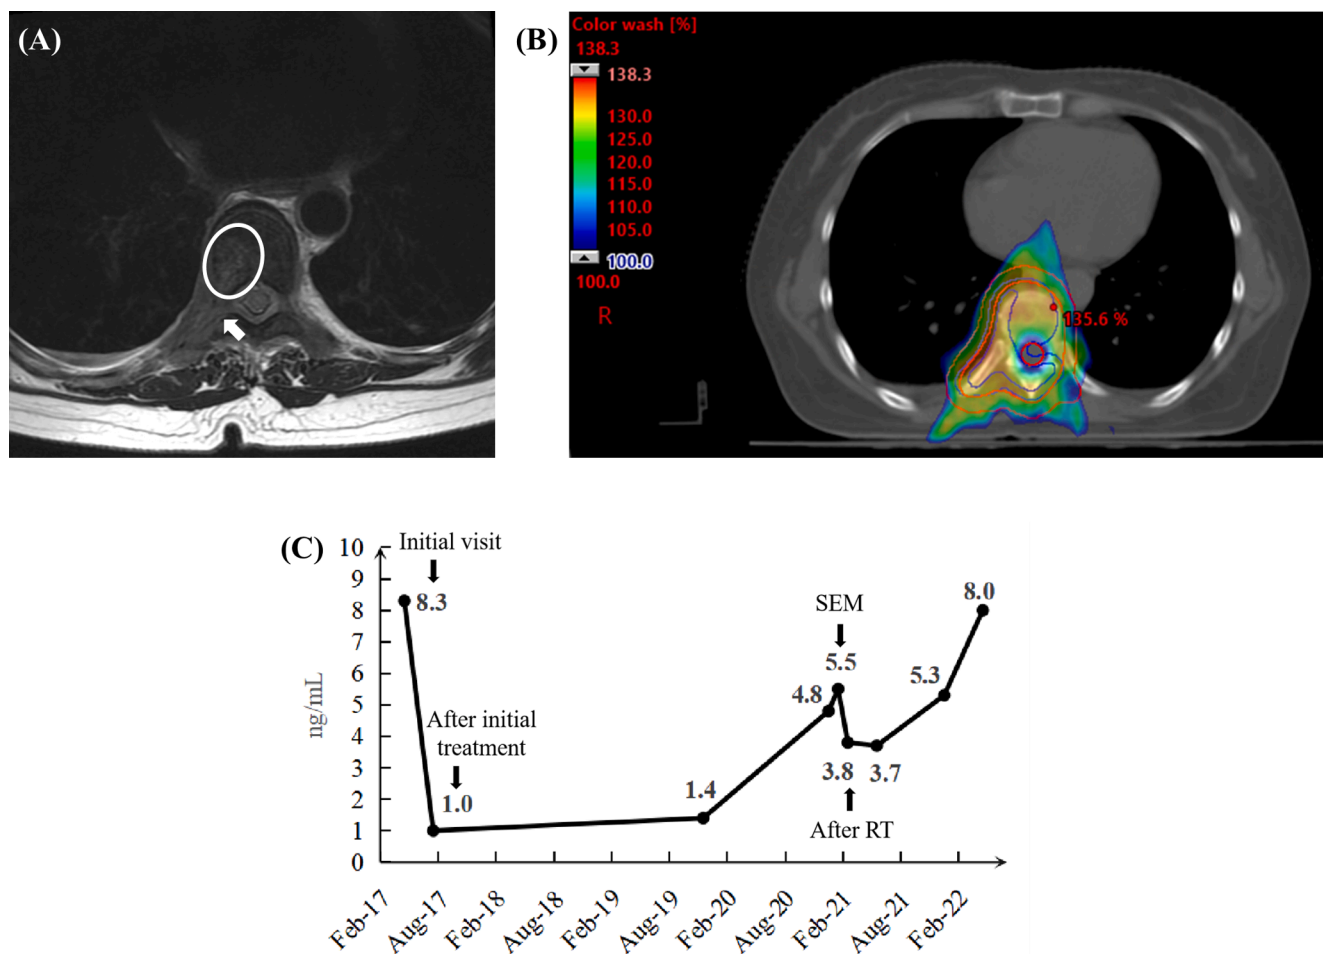 (A)
(B)
Color wash [%]
138.3
138.3
130.0
125.0
120.0
115.0
110.0
105.0
100.0
100.0
R
135.6 %
(C)
Initial visit
10
9
8
7
6
5
4
3
2
1
0
ng/mL
8.3
After initial
treatment
1.0
1.4
SEM
4.8
5.5
3.8
3.7
After RT
5.3
8.0
Feb-17
Aug-17
Feb-18
Aug-18
Feb-19
Aug-19
Feb-20
Aug-20
Feb-21
Aug-21
Feb-22